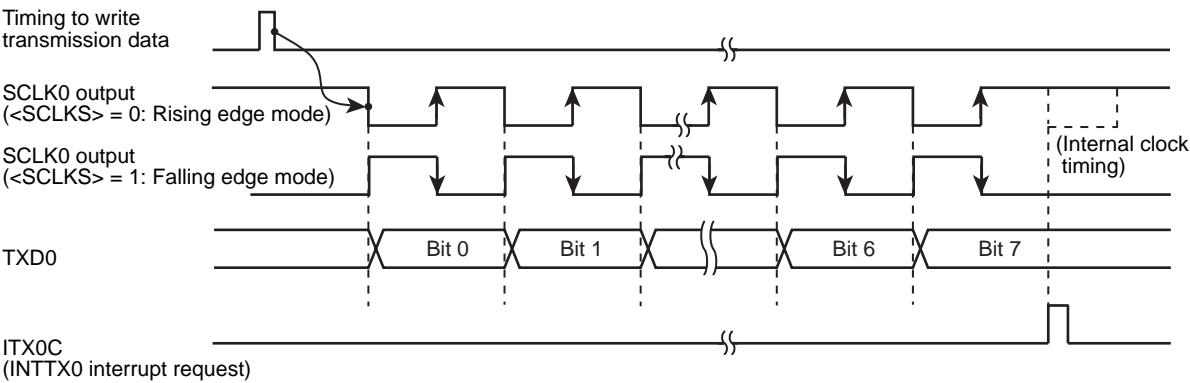 Timing to write
transmission data
SCLK0 output
(<SCLKS> = 0: Rising edge mode)
(Internal clock
timing)
SCLK0 output
(<SCLKS> = 1: Falling edge mode)
TXD0
Bit 0
Bit 1
Bit 6
Bit 7
ITX0C
(INTTX0 interrupt request)